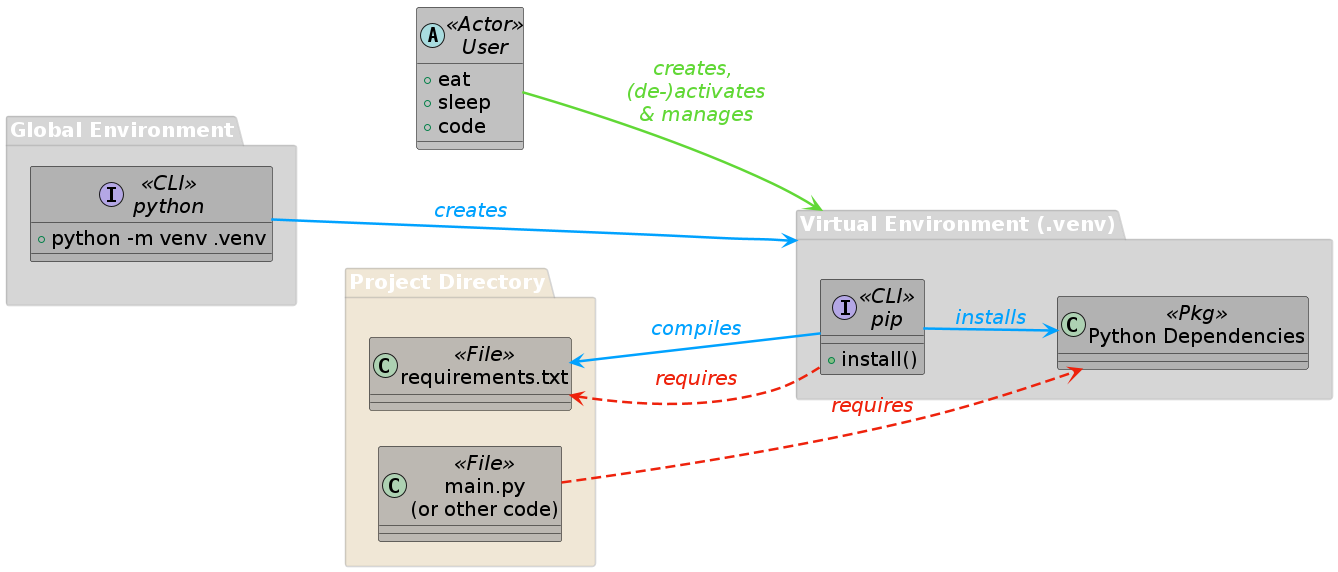 A
«Actor»
User
eat
sleep
code
creates,
(de-)activates
& manages
Global Environment
I
«CLI»
python
python -m venv .venv
creates
Virtual Environment (.venv)
I
«CLI»
pip
install()
installs
C
«Pkg»
Python Dependencies
Project Directory
compiles
C
«File»
requirements.txt
requires
requires
C
«File»
main.py
(or other code)